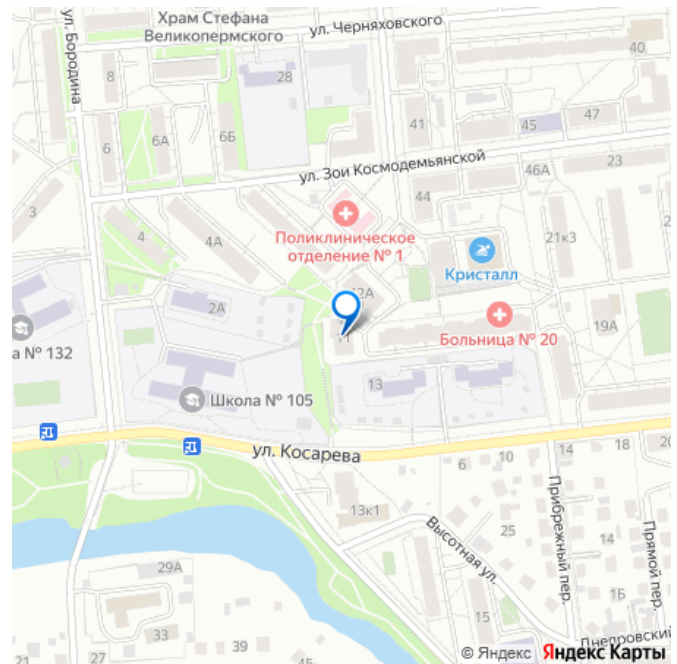 Храм Стефана
Великопермского
ул. Черняховского
ул. Бородина
40
8
28
6А
6Б
41
45
47
6
ул. Зои Космодемьянской
46А
23
3
44
4
4А
Поликлиническое
отделение № 1
21к3
Кристалл
2А
Больница № 20
19А
а № 132
13
Школа № 105
ул. Косарева
6
10
14
18
20
13к1
Высотная ул.
25
Прибрежный пер.
14
Прямой пер.
29А
1Б
33
15
39
21
27
Днепровский
© Яндекс Яндекс Карты